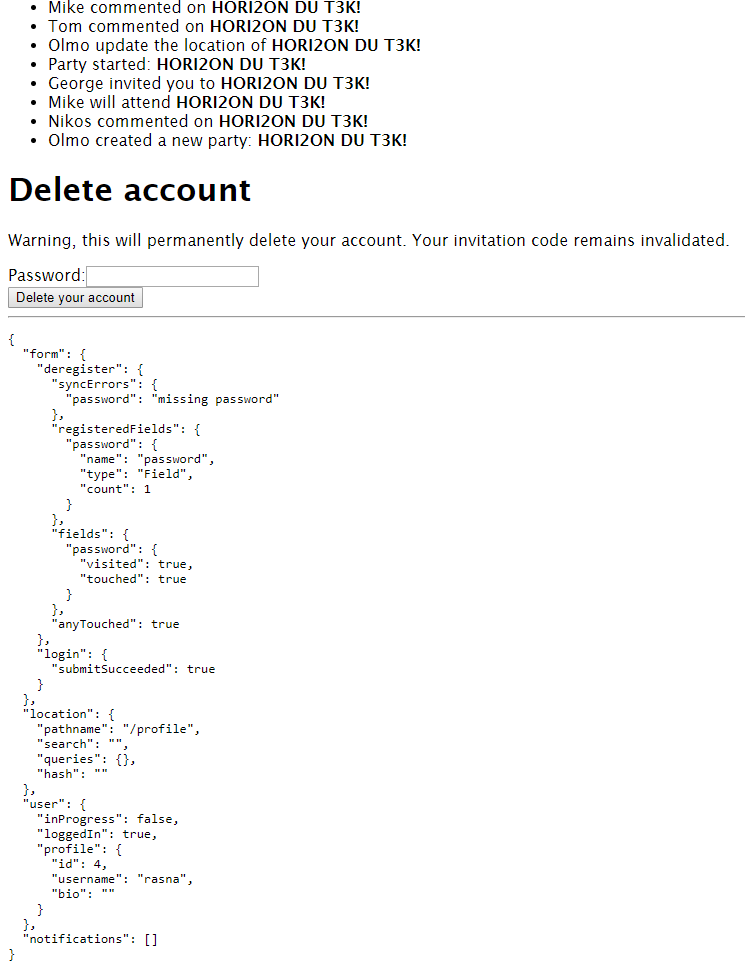 • Mike commented on HORI2ON DU T3K!
• Tom commented on HORI2ON DU T3K!
• Olmo update the location of HORI2ON DU T3K!
• Party started: HORI2ON DU T3K!
• George invited you to HORI2ON DU T3K!
• Mike will attend HORI2ON DU T3K!
• Nikos commented on HORI2ON DU T3K!
• Olmo created a new party: HORI2ON DU T3K!
Delete account
Warning, this will permanently delete your account. Your invitation code remains invalidated.
Password:
Delete your account
{
  "form": {
    "deregister": {
      "syncErrors": {
        "password": "missing password"
      },
      "registeredFields": {
        "password": {
          "name": "password",
          "type": "Field",
          "count": 1
        }
      },
      "fields": {
        "password": {
          "visited": true,
          "touched": true
        }
      },
      "anyTouched": true
    },
    "login": {
      "submitSucceeded": true
    }
  },
  "location": {
    "pathname": "/profile",
    "search": "",
    "queries": {},
    "hash": ""
  },
  "user": {
    "inProgress": false,
    "loggedIn": true,
    "profile": {
      "id": 4,
      "username": "rasna",
      "bio": ""
    }
  },
  "notifications": []
}